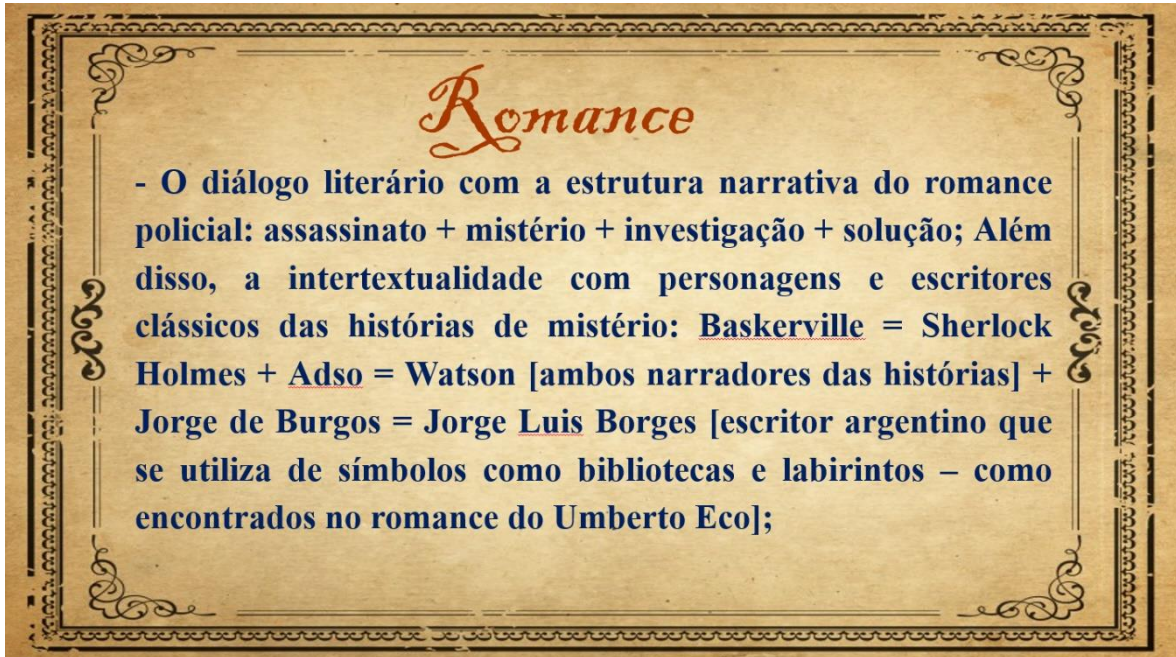 Romance
- O diálogo literário com a estrutura narrativa do romance
policial: assassinato + mistério + investigação + solução; Além
disso, a intertextualidade com personagens e escritores
clássicos das histórias de mistério: Baskerville = Sherlock
Holmes + Adso = Watson [ambos narradores das histórias] +
Jorge de Burgos = Jorge Luis Borges [escritor argentino que
se utiliza de símbolos como bibliotecas e labirintos – como
encontrados no romance do Umberto Eco];